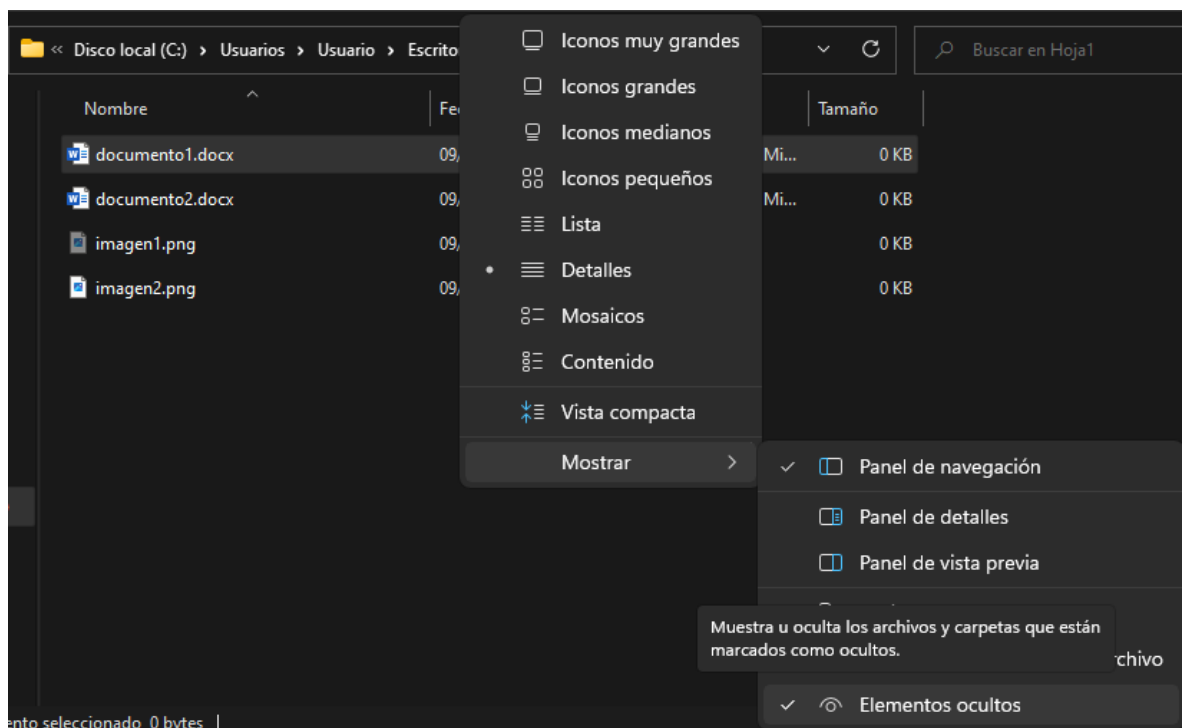 « Disco local (C:) › Usuarios › Usuario › Escrito
Buscar en Hoja1
Nombre
Fe
Tamaño
documento1.docx 09/ Mi... 0 KB
documento2.docx 09/ Mi... 0 KB
imagen1.png 09/ 0 KB
imagen2.png 09/ 0 KB
Iconos muy grandes
Iconos grandes
Iconos medianos
Iconos pequeños
Lista
Detalles
Mosaicos
Contenido
Vista compacta
Mostrar
Panel de navegación
Panel de detalles
Panel de vista previa
Muestra u oculta los archivos y carpetas que están
marcados como ocultos.
rchivo
Elementos ocultos
ento seleccionado 0 bytes